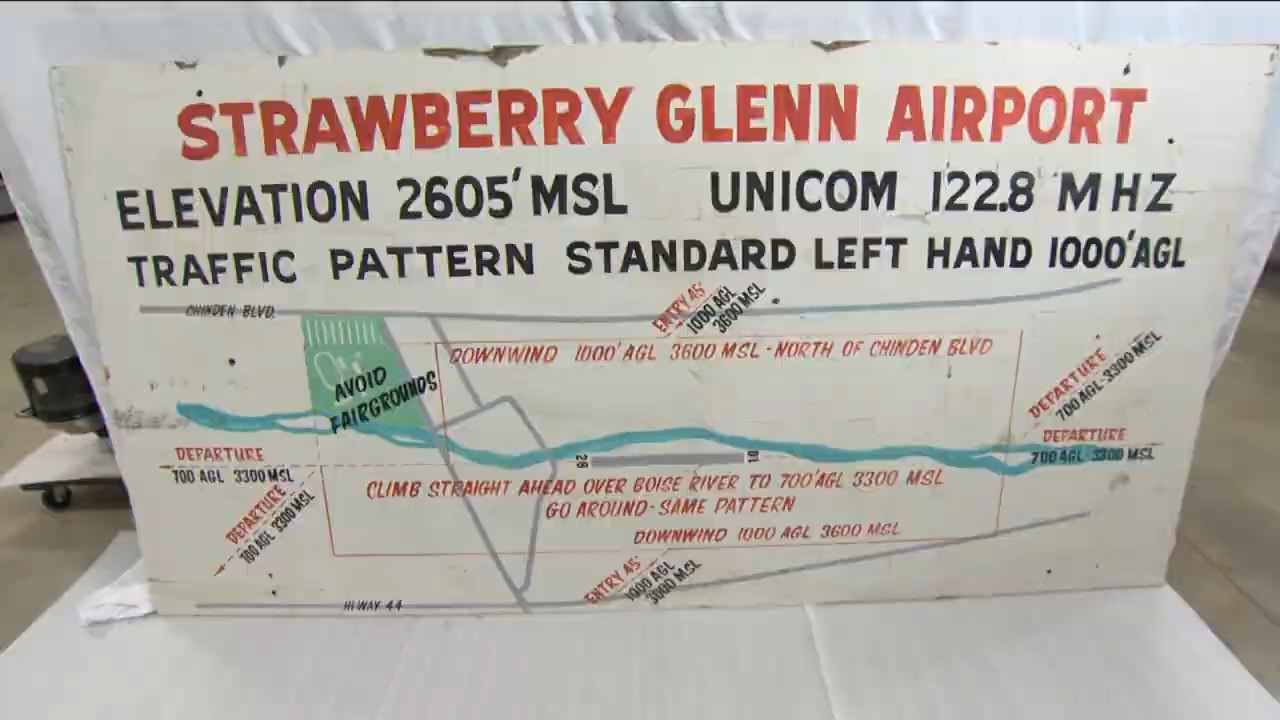 STRAWBERRY GLENN AIRPORT
ELEVATION 2605' MSL UNICOM 122.8 MHZ
TRAFFIC PATTERN STANDARD LEFT HAND 1000' AGL
CHINDEN BLVD.
ENTRY 45°
1000 AGL
3600 MSL
DOWNWIND 1000' AGL 3600 MSL - NORTH OF CHINDEN BLVD
AVOID
FAIRGROUNDS
DEPARTURE
700 AGL - 3300 MSL
DEPARTURE
700 AGL 3300 MSL
DEPARTURE
700 AGL 3300 MSL
28
10
CLIMB STRAIGHT AHEAD OVER BOISE RIVER TO 700' AGL 3300 MSL
GO AROUND - SAME PATTERN
DEPARTURE
700 AGL 3300 MSL
DOWNWIND 1000 AGL 3600 MSL
ENTRY 45°
1000 AGL
3600 MSL
HI WAY 44